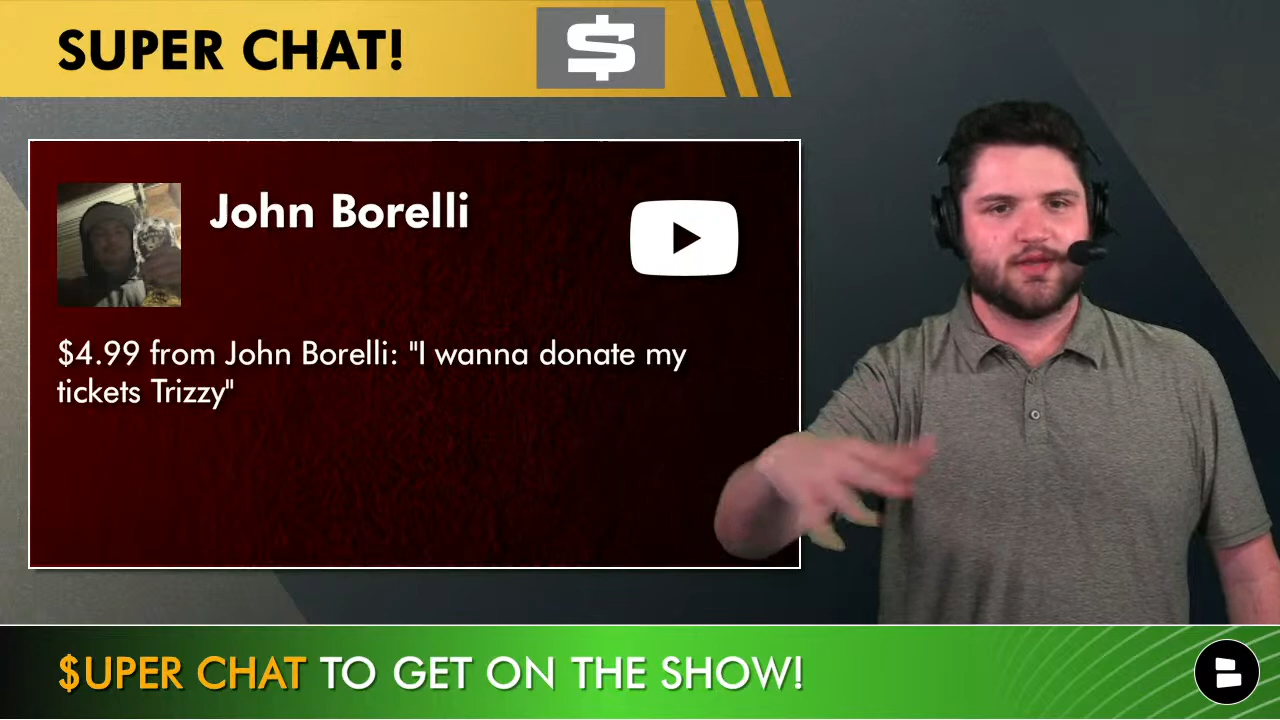 SUPER CHAT!
$
John Borelli
$4.99 from John Borelli: "I wanna donate my
tickets Trizzy"
$UPER CHAT TO GET ON THE SHOW!